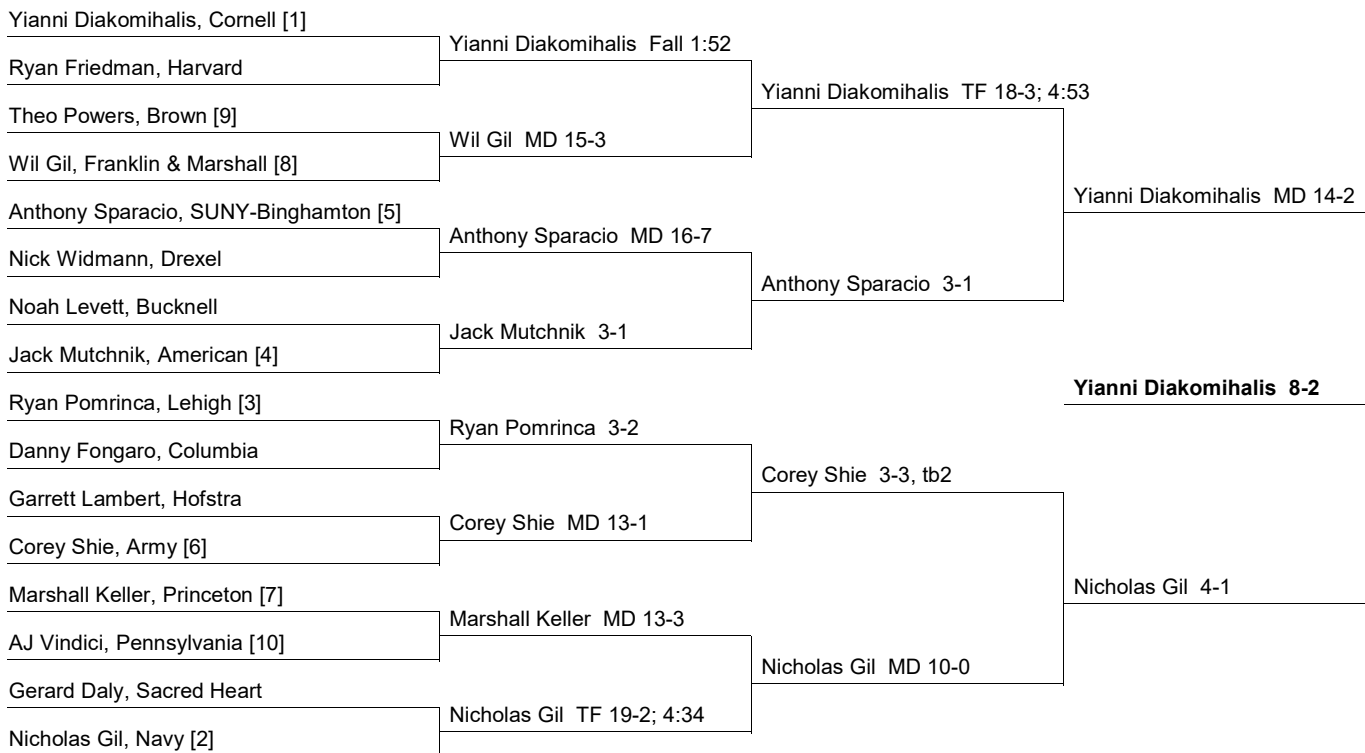 Yianni Diakomihalis, Cornell [1]
Yianni Diakomihalis Fall 1:52
Ryan Friedman, Harvard
Yianni Diakomihalis TF 18-3; 4:53
Theo Powers, Brown [9]
Wil Gil MD 15-3
Wil Gil, Franklin & Marshall [8]
Yianni Diakomihalis MD 14-2
Anthony Sparacio, SUNY-Binghamton [5]
Anthony Sparacio MD 16-7
Nick Widmann, Drexel
Anthony Sparacio 3-1
Noah Levett, Bucknell
Jack Mutchnik 3-1
Jack Mutchnik, American [4]
Yianni Diakomihalis 8-2
Ryan Pomrinca, Lehigh [3]
Ryan Pomrinca 3-2
Danny Fongaro, Columbia
Corey Shie 3-3, tb2
Garrett Lambert, Hofstra
Corey Shie MD 13-1
Corey Shie, Army [6]
Nicholas Gil 4-1
Marshall Keller, Princeton [7]
Marshall Keller MD 13-3
AJ Vindici, Pennsylvania [10]
Nicholas Gil MD 10-0
Gerard Daly, Sacred Heart
Nicholas Gil TF 19-2; 4:34
Nicholas Gil, Navy [2]